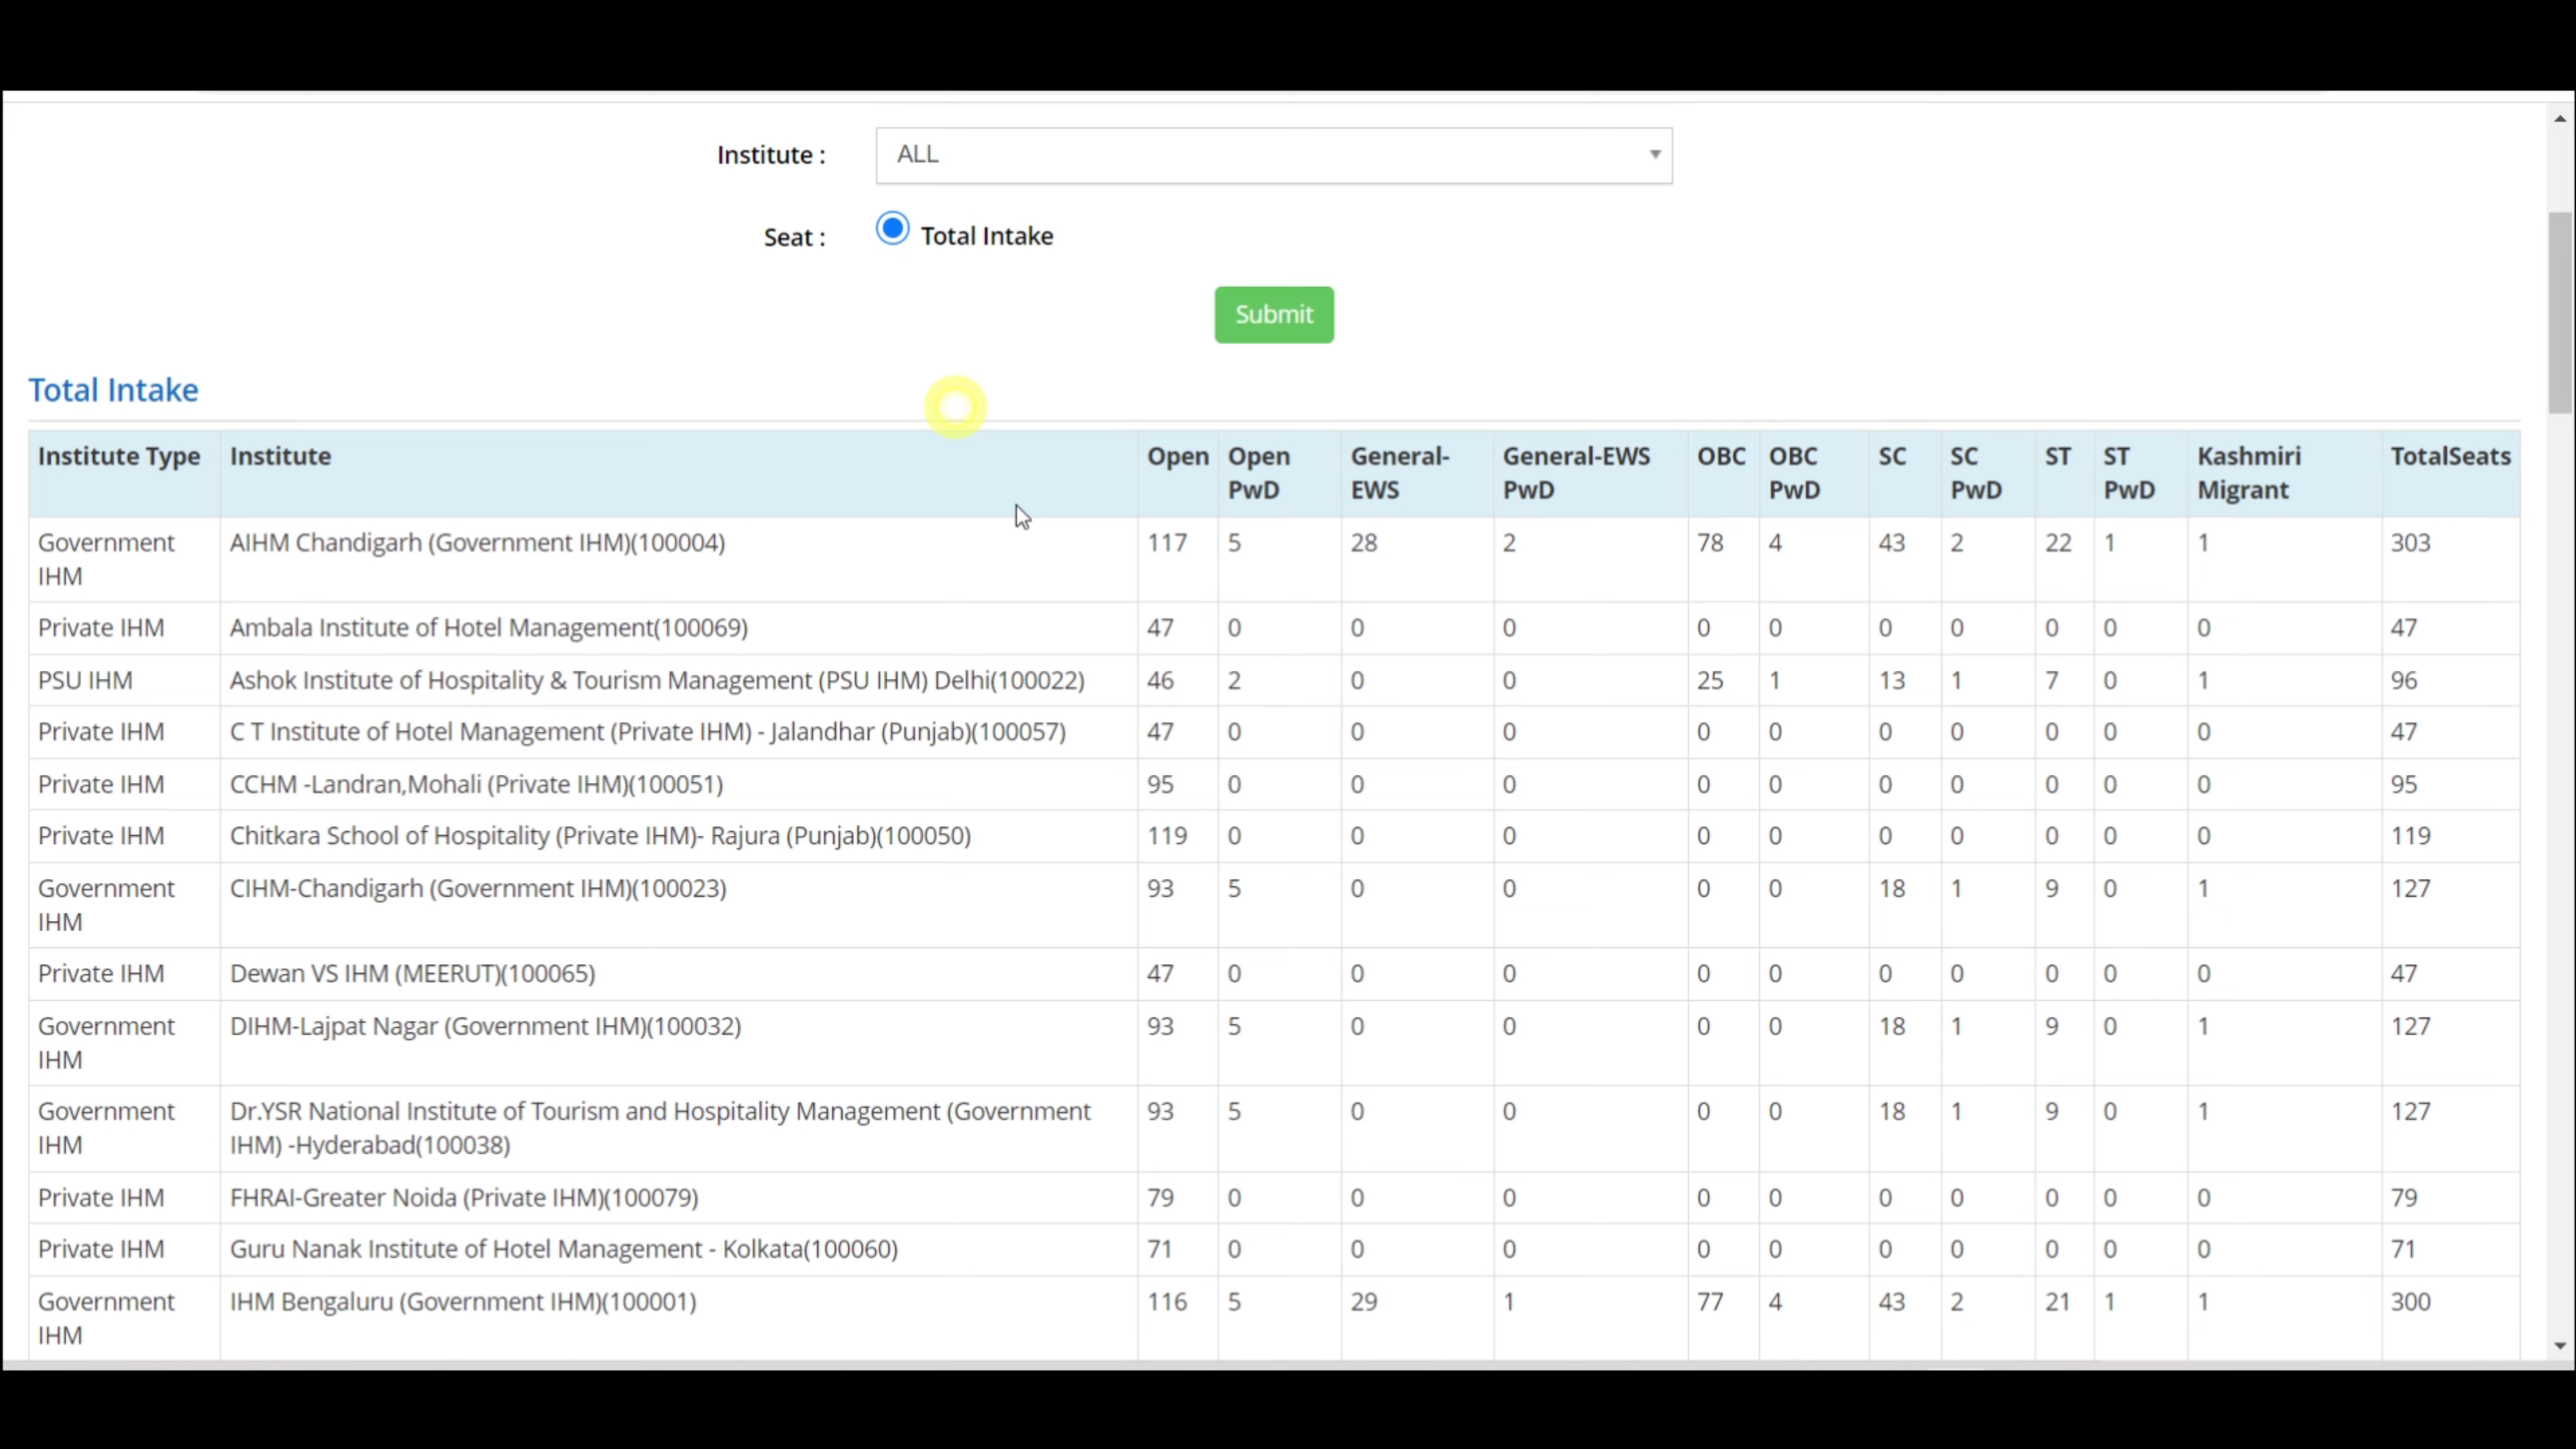 Institute :
ALL
Seat :
Total Intake
Submit
Total Intake
Institute Type Institute Open Open PwD General-EWS General-EWS PwD OBC OBC PwD SC SC PwD ST ST PwD Kashmiri Migrant TotalSeats
Government IHM AIHM Chandigarh (Government IHM)(100004) 117 5 28 2 78 4 43 2 22 1 1 303
Private IHM Ambala Institute of Hotel Management(100069) 47 0 0 0 0 0 0 0 0 0 0 47
PSU IHM Ashok Institute of Hospitality & Tourism Management (PSU IHM) Delhi(100022) 46 2 0 0 25 1 13 1 7 0 1 96
Private IHM C T Institute of Hotel Management (Private IHM) - Jalandhar (Punjab)(100057) 47 0 0 0 0 0 0 0 0 0 0 47
Private IHM CCHM -Landran,Mohali (Private IHM)(100051) 95 0 0 0 0 0 0 0 0 0 0 95
Private IHM Chitkara School of Hospitality (Private IHM)- Rajura (Punjab)(100050) 119 0 0 0 0 0 0 0 0 0 0 119
Government IHM CIHM-Chandigarh (Government IHM)(100023) 93 5 0 0 0 0 18 1 9 0 1 127
Private IHM Dewan VS IHM (MEERUT)(100065) 47 0 0 0 0 0 0 0 0 0 0 47
Government IHM DIHM-Lajpat Nagar (Government IHM)(100032) 93 5 0 0 0 0 18 1 9 0 1 127
Government IHM Dr.YSR National Institute of Tourism and Hospitality Management (Government IHM) -Hyderabad(100038) 93 5 0 0 0 0 18 1 9 0 1 127
Private IHM FHRAI-Greater Noida (Private IHM)(100079) 79 0 0 0 0 0 0 0 0 0 0 79
Private IHM Guru Nanak Institute of Hotel Management - Kolkata(100060) 71 0 0 0 0 0 0 0 0 0 0 71
Government IHM IHM Bengaluru (Government IHM)(100001) 116 5 29 1 77 4 43 2 21 1 1 300